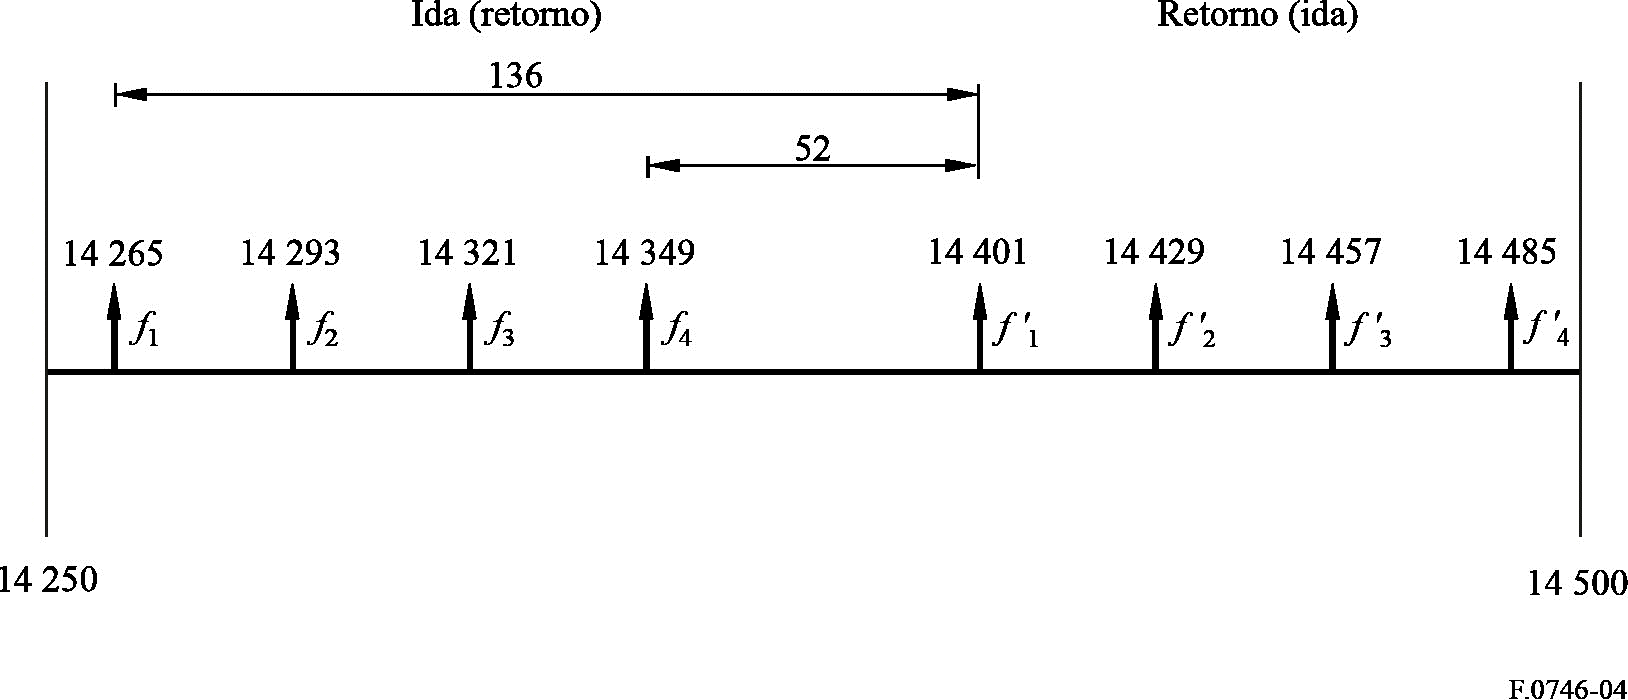 Ida (retorno) Retorno (ida)
136
52
14 265 14 293 14 321 14 349 14 401 14 429 14 457 14 485
f1 f2 f3 f4 f′1 f′2 f′3 f′4
14 250 14 500
F.0746-04